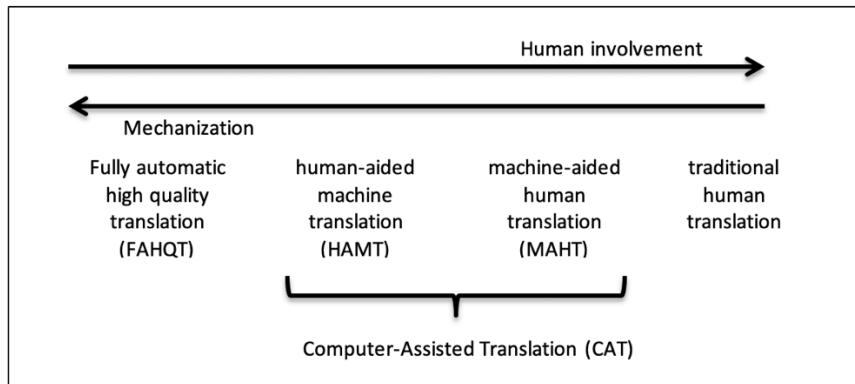 Human involvement
Mechanization
Fully automatic
high quality
translation
(FAHQT)
human-aided
machine
translation
(HAMT)
machine-aided
human
translation
(MAHT)
traditional
human
translation
Computer-Assisted Translation (CAT)